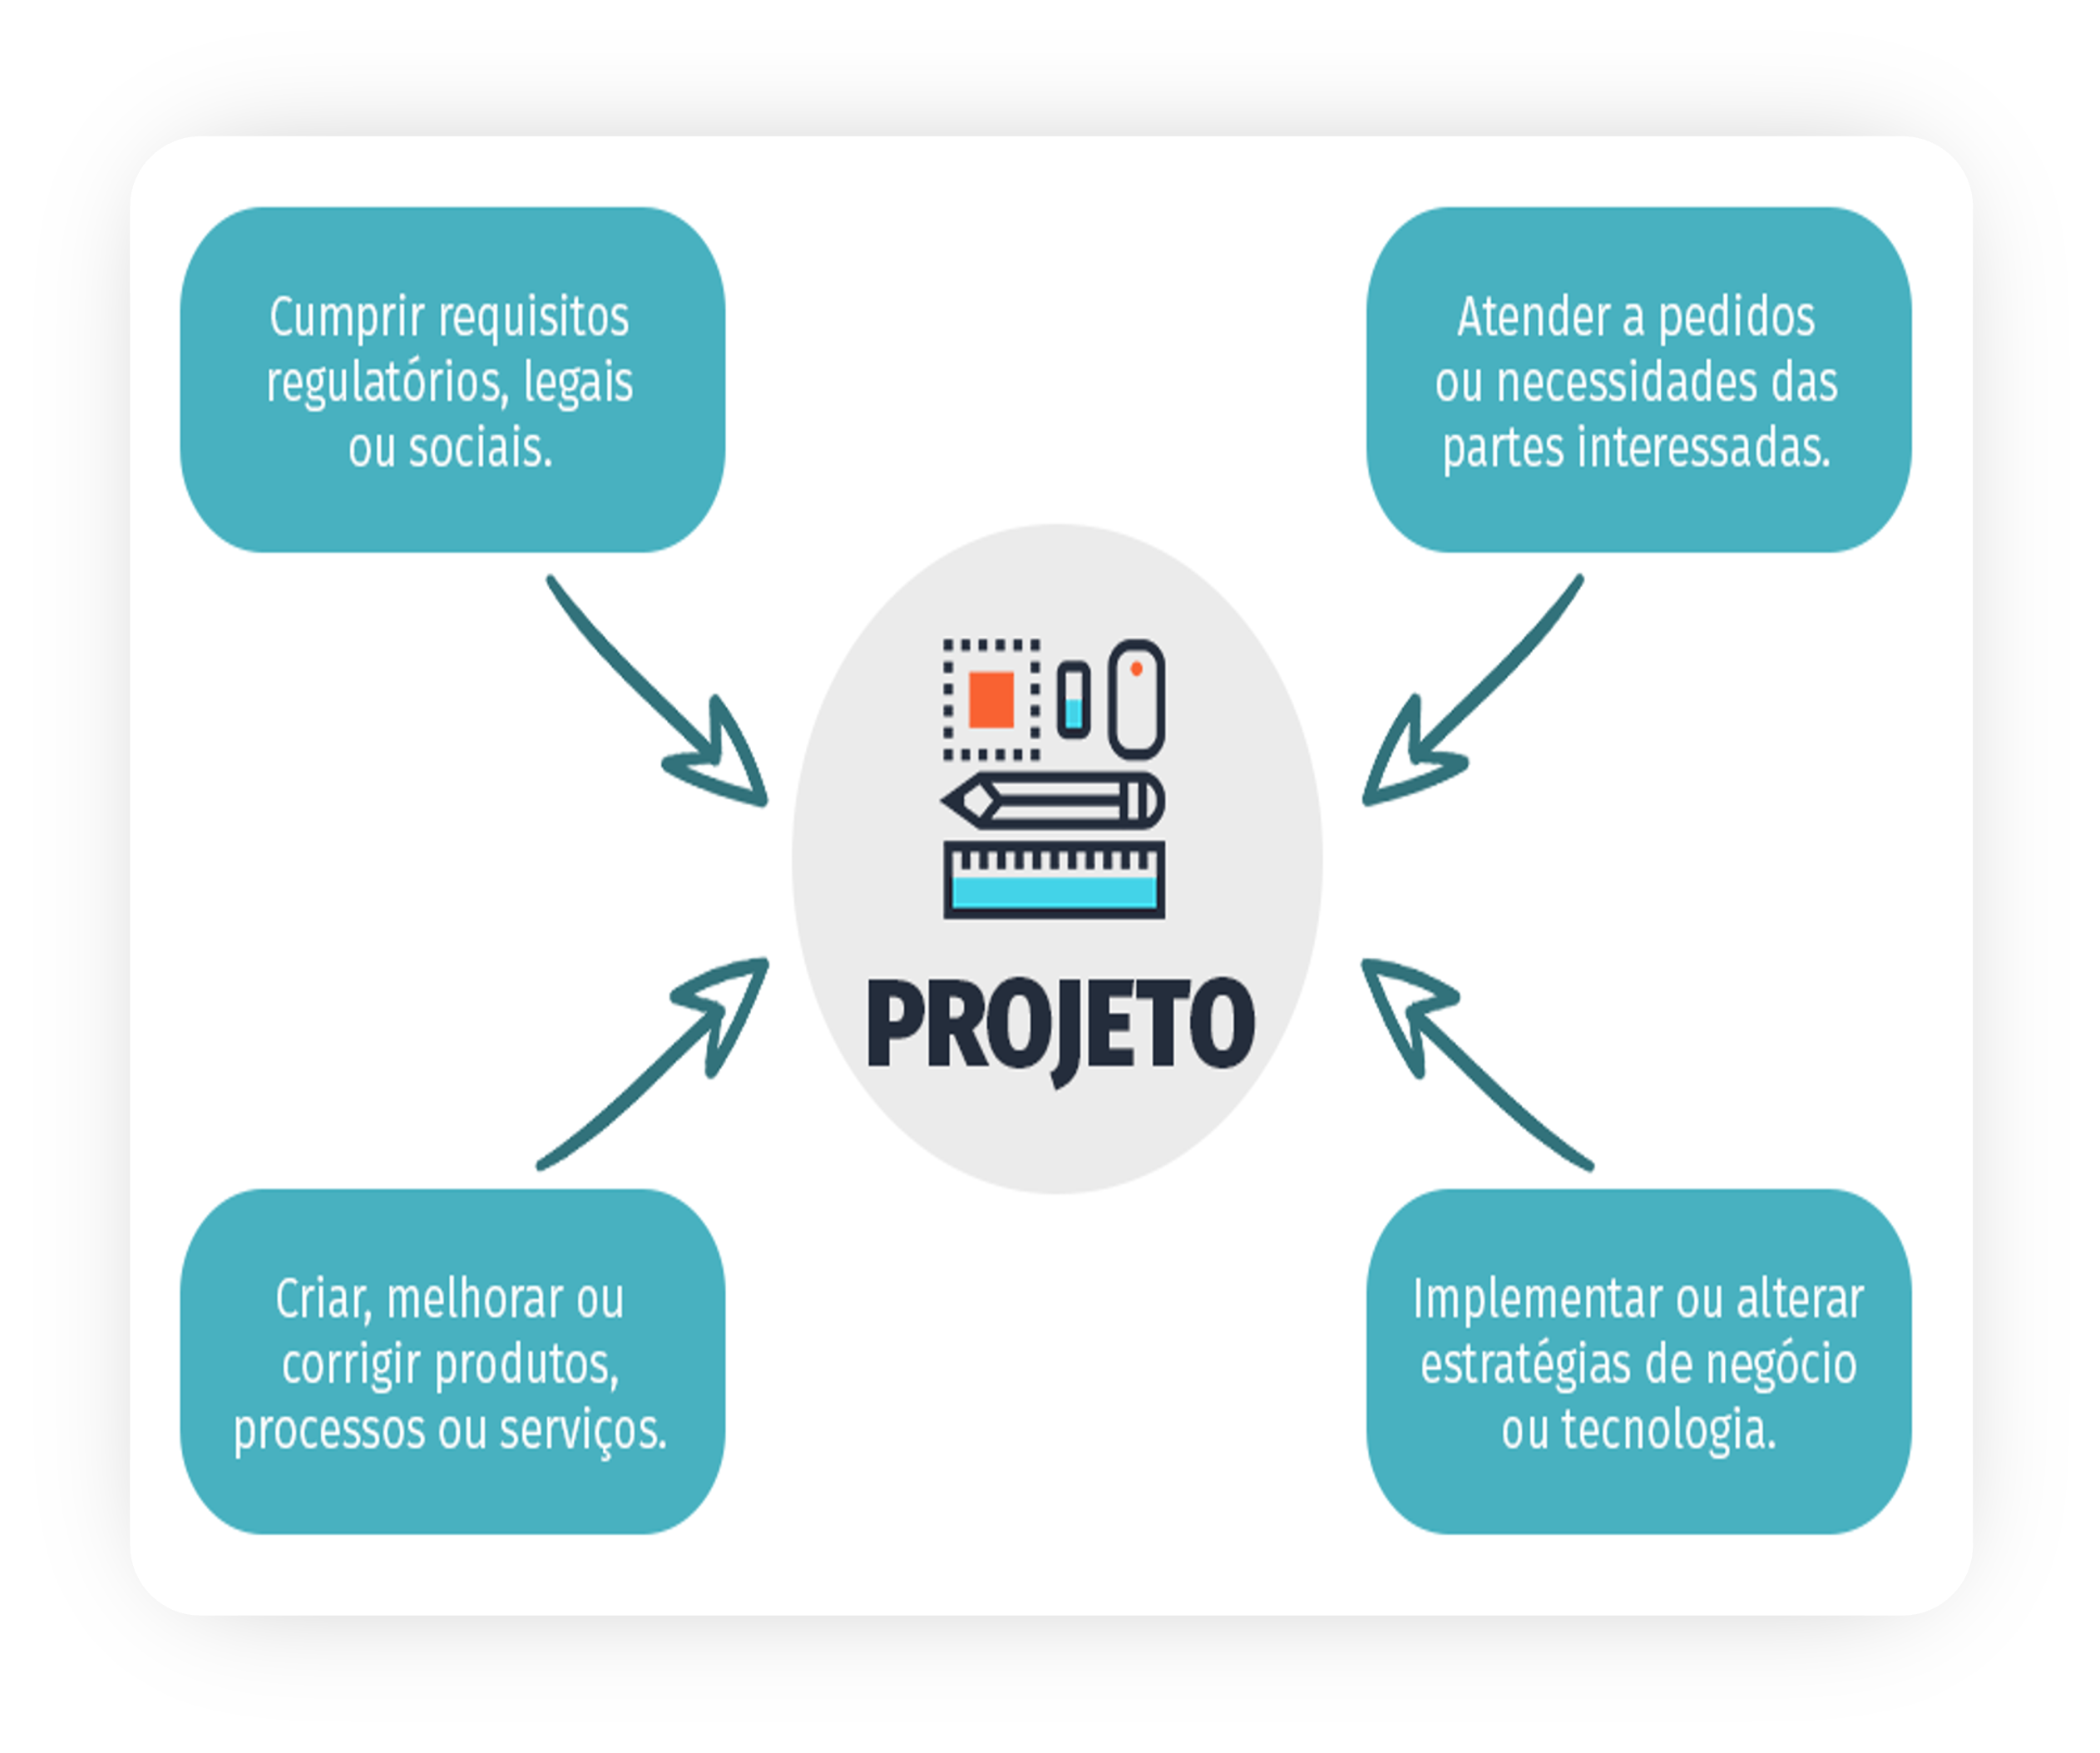 Cumprir requisitos
regulatórios, legais
ou sociais.
Atender a pedidos
ou necessidades das
partes interessadas.
PROJETO
Criar, melhorar ou
corrigir produtos,
processos ou serviços.
Implementar ou alterar
estratégias de negócio
ou tecnologia.